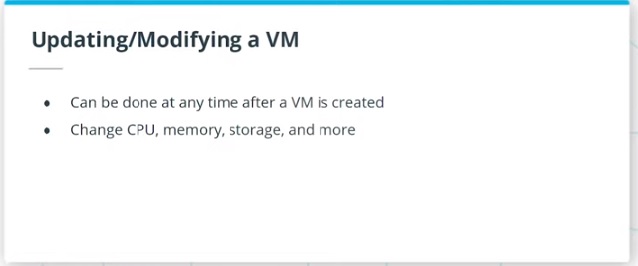 Updating/Modifying a VM
● Can be done at any time after a VM is created
● Change CPU, memory, storage, and more